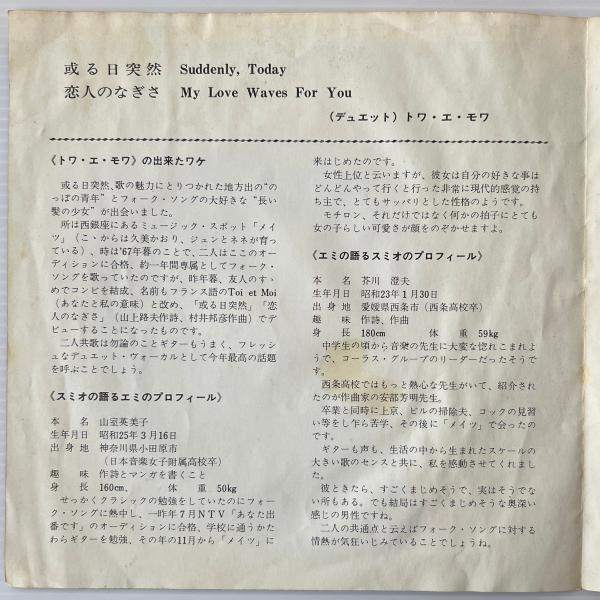 或る日突然 Suddenly, Today
恋人のなぎさ My Love Waves For You
(デュエット) トワ・エ・モワ
《トワ・エ・モワ》の出来たワケ
或る日突然、歌の魅力にとりつかれた地方出の“の
っぽの青年”とフォーク・ソングの大好きな“長い
髪の少女”が出会いました。
所は西銀座にあるミュージック・スポット「メイ
ツ」(こゝからは久美かおり、ジュンとネネが育って
いる)、時は'67年暮のことで、二人はここのオー
ディションに合格、約一年間専属としてフォーク・
ソングを歌っていたのですが、昨年暮、友人のすゝ
めでコンビを結成、名前もフランス語のToi et Moi
(あなたと私の意味)と改め、「或る日突然」「恋人
のなぎさ」(山上路夫作詩、村井邦彦作曲)でデ
ビューすることになったものです。
二人共歌は勿論のことギターもうまく、フレッシ
ュなデュエット・ヴォーカルとして今年最高の話題
を呼ぶことでしょう。
《スミオの語るエミのプロフィール》
本名 山室英美子
生年月日 昭和25年3月16日
出身地 神奈川県小田原市
(日本音楽女子附属高校卒)
趣味 作詩とマンガを書くこと
身長 160cm、 体重 50kg
せっかくクラシックの勉強をしていたのにフォー
ク・ソングに熱中し、一昨年7月NTV「あなた出
番です」のオーディションに合格、学校に通うかた
わらギターを勉強、その年の11月から「メイツ」に
米はじめたのです。
女性上位と云いますが、彼女は自分の好きな事は
どんどんやって行くと行った非常に現代的感覚の持
ち主で、とてもサッパリとした性格のようです。
モチロン、それだけではなく何かの拍子にとても
女の子らしい可愛さが顔をのぞかせますよ。
《エミの語るスミオのプロフィール》
本名 芥川 澄夫
生年月日 昭和23年1月30日
出身地 愛媛県西条市(西条高校卒)
趣味 作詩、作曲
身長 180cm 体重 59kg
中学生の頃から音楽の先生に大変な惚れこまれよ
うで、コーラス・グループのリーダーだったそうで
す。
西条高校ではもっと熱心な先生がいて、紹介され
たのが作曲家の安部芳明先生。
卒業と同時に上京、ビルの掃除夫、コックの見習
い等をし乍ら苦学、その後に「メイツ」で会ったの
です。
ギターも声も、生活の中から生まれたスケールの
大きい歌のセンスと共に、私を感動させてくれまし
た。
彼ときたら、すごくまじめそうで、実はそうでな
い所もある。でも結局はすごくまじめそうな奥深い
感じの男性ですね。
二人の共通点と云えばフォーク・ソングに対する
情熱が気狂いじみていることでしょうね。